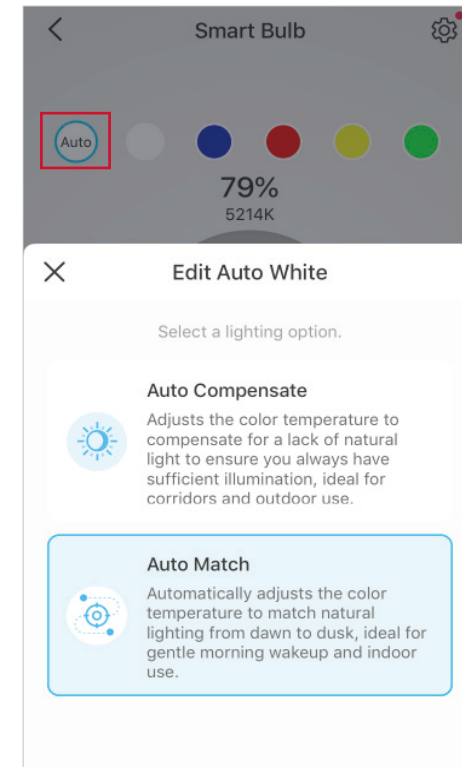 Smart Bulb
Auto
79%
5214K
Edit Auto White
Select a lighting option.
Auto Compensate
Adjusts the color temperature to
compensate for a lack of natural
light to ensure you always have
sufficient illumination, ideal for
corridors and outdoor use.
Auto Match
Automatically adjusts the color
temperature to match natural
lighting from dawn to dusk, ideal for
gentle morning wakeup and indoor
use.